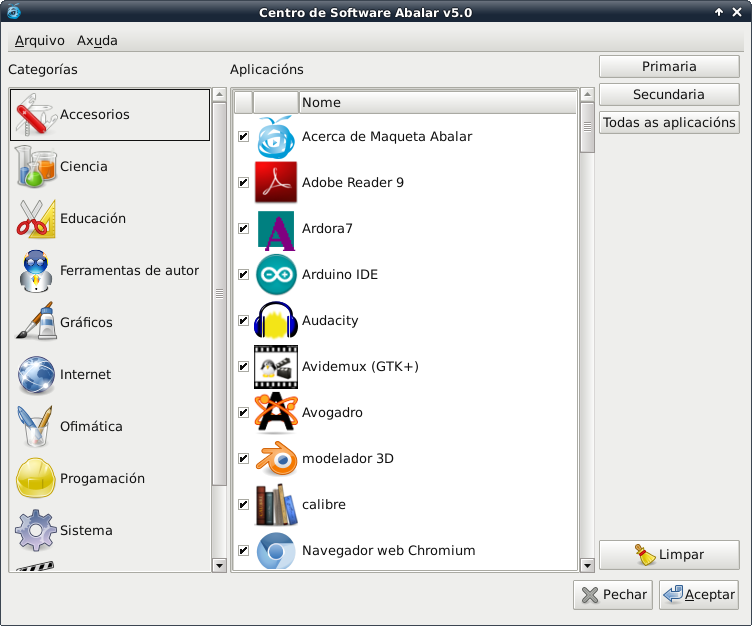 Centro de Software Abalar v5.0
Arquivo Axuda
Categorías
Aplicacións
Primaria
Secundaria
Todas as aplicacións
Accesorios
Ciencia
Educación
Ferramentas de autor
Gráficos
Internet
Ofimática
Progamación
Sistema
Nome
Acerca de Maqueta Abalar
Adobe Reader 9
Ardora7
Arduino IDE
Audacity
Avidemux (GTK+)
Avogadro
modelador 3D
calibre
Navegador web Chromium
Limpar
Pechar
Aceptar